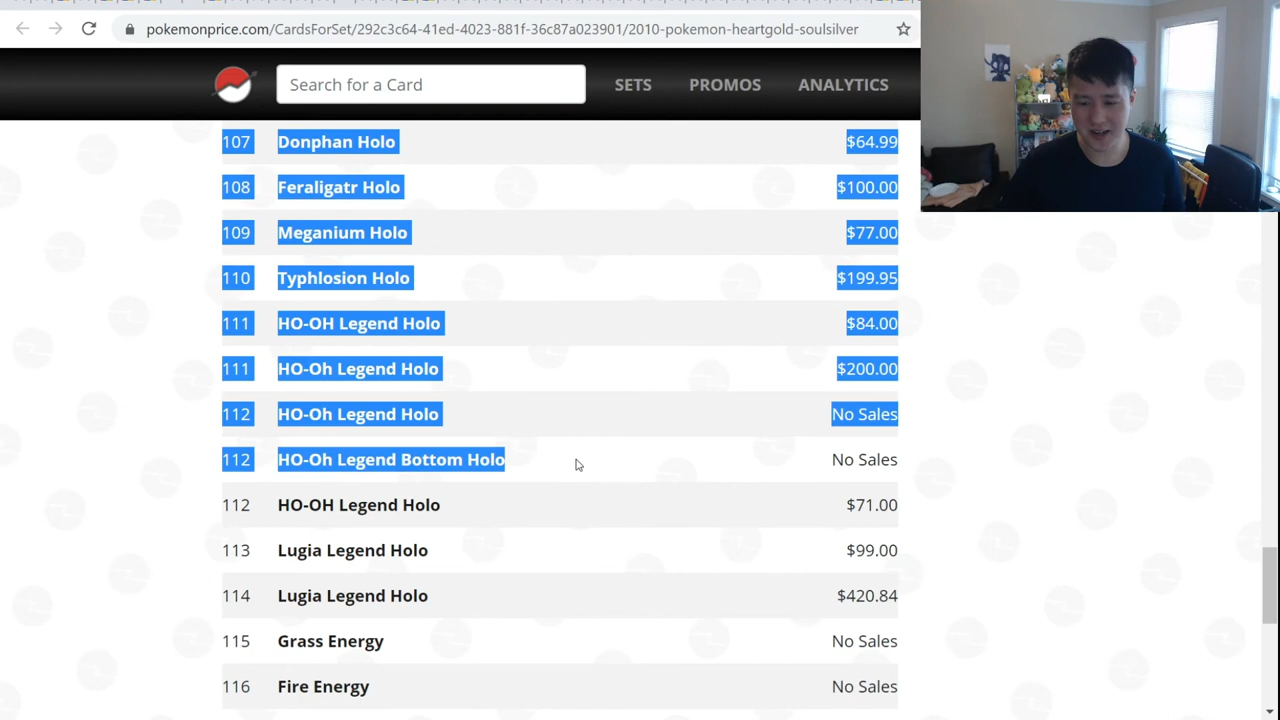 pokemonprice.com/CardsForSet/292c3c64-41ed-4023-881f-36c87a023901/2010-pokemon-heartgold-soulsilver
Search for a Card SETS PROMOS ANALYTICS
107 Donphan Holo $64.99
108 Feraligatr Holo $100.00
109 Meganium Holo $77.00
110 Typhlosion Holo $199.95
111 HO-OH Legend Holo $84.00
111 HO-Oh Legend Holo $200.00
112 HO-Oh Legend Holo No Sales
112 HO-Oh Legend Bottom Holo No Sales
112 HO-OH Legend Holo $71.00
113 Lugia Legend Holo $99.00
114 Lugia Legend Holo $420.84
115 Grass Energy No Sales
116 Fire Energy No Sales